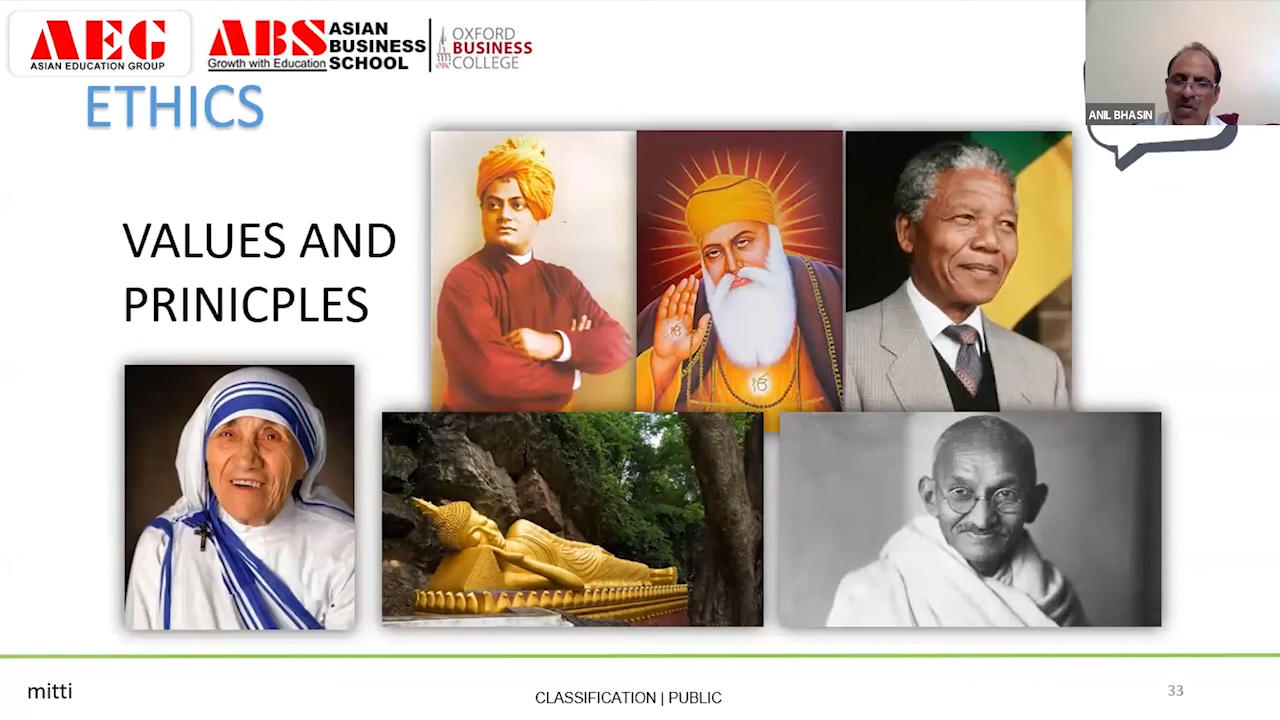 AEG
ASIAN EDUCATION GROUP
ABS
Growth with Education
ASIAN
BUSINESS
SCHOOL
OXFORD
BUSINESS
COLLEGE
OBC
ETHICS
ANIL BHASIN
VALUES AND
PRINICPLES
ੴ
ੴ
mitti
CLASSIFICATION | PUBLIC
33